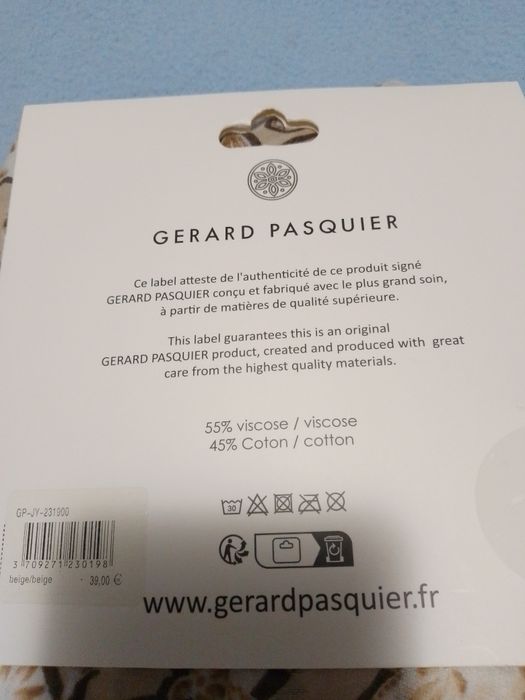 GERARD PASQUIER
Ce label atteste de l'authenticité de ce produit signé
GERARD PASQUIER conçu et fabriqué avec le plus grand soin,
à partir de matières de qualité supérieure.
This label guarantees this is an original
GERARD PASQUIER product, created and produced with great
care from the highest quality materials.
55% viscose / viscose
45% Coton / cotton
30
GP-JY-231900
3 709271 230198
beige/beige 39,00 €
www.gerardpasquier.fr